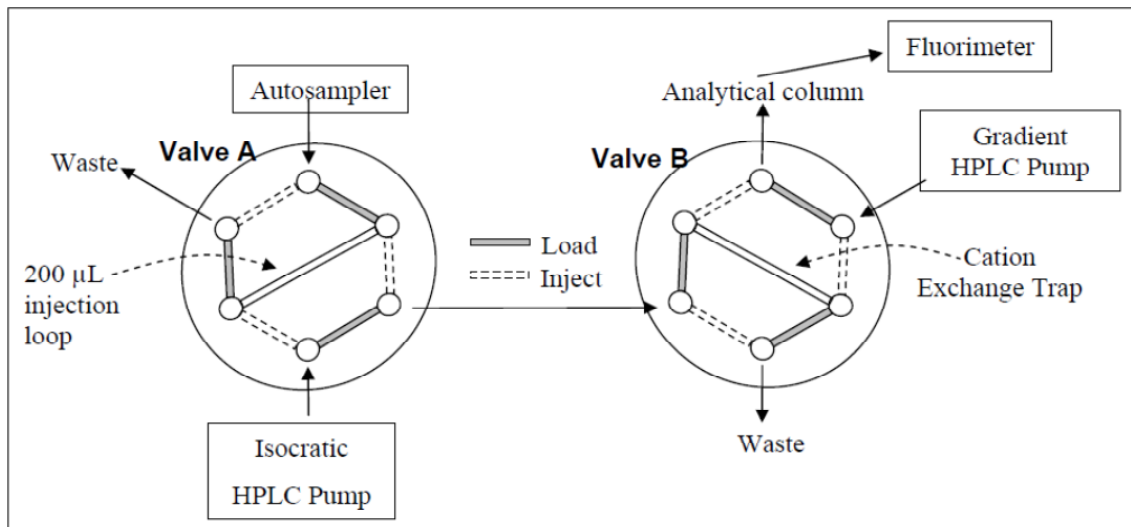 Fluorimeter
Autosampler
Analytical column
Waste
Valve A
Valve B
Gradient
HPLC Pump
Load
Inject
200 µL
injection
loop
Cation
Exchange Trap
Isocratic
HPLC Pump
Waste